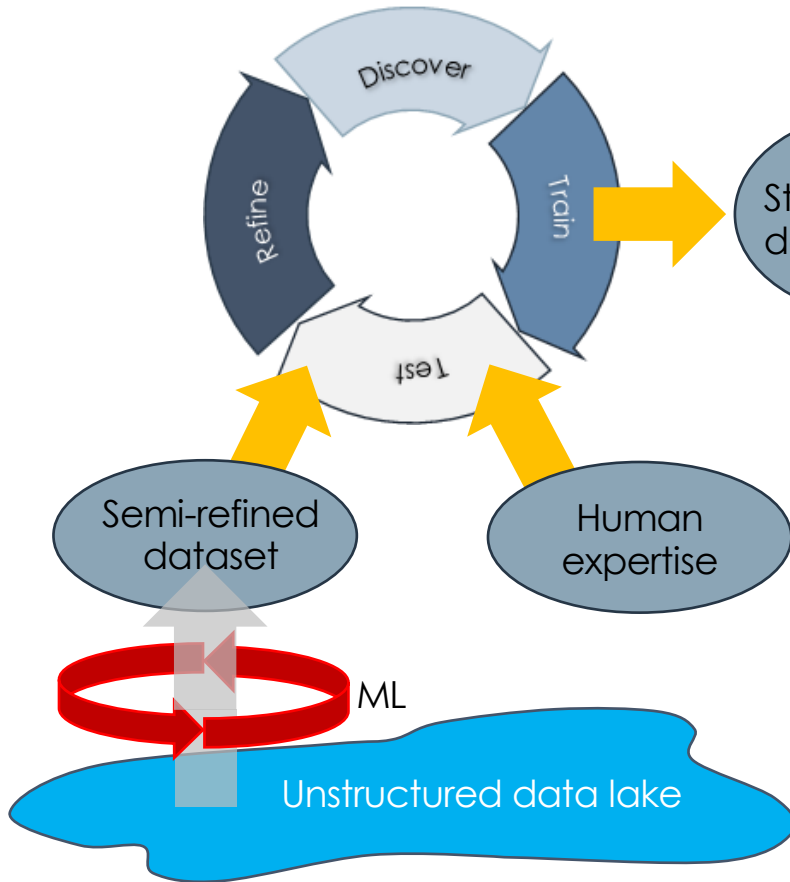 Discover
Train
Refine
Test
Semi-refined
dataset
Human
expertise
ML
Unstructured data lake